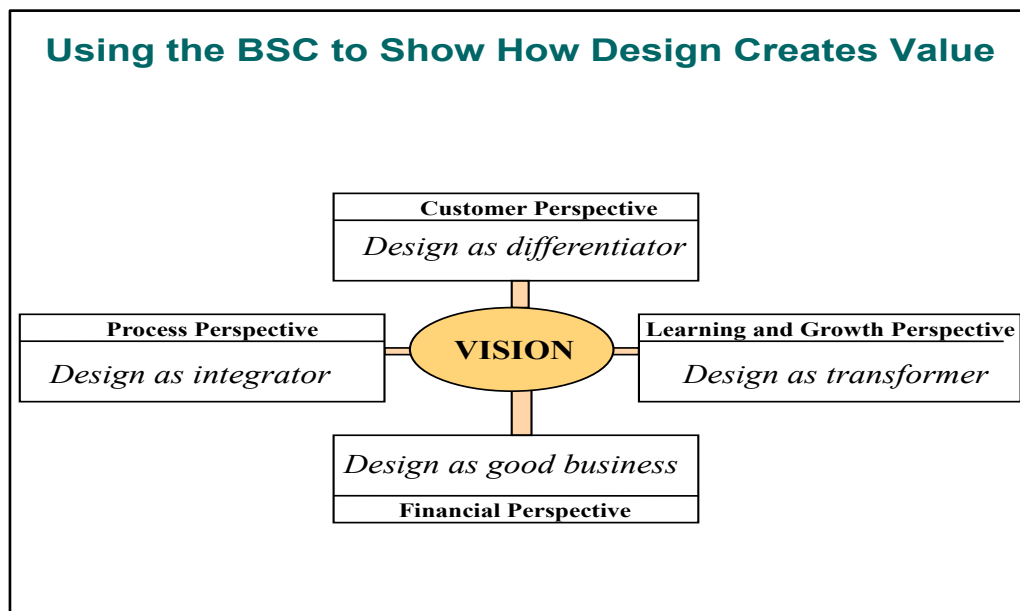 Using the BSC to Show How Design Creates Value
Customer Perspective
Design as differentiator
Process Perspective
Design as integrator
VISION
Learning and Growth Perspective
Design as transformer
Design as good business
Financial Perspective